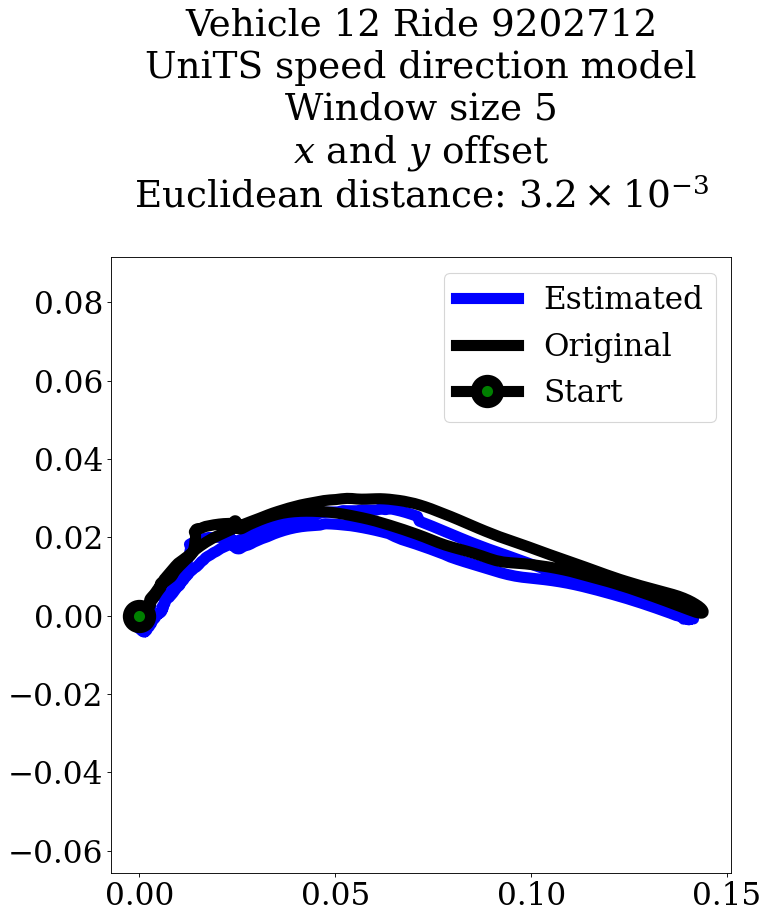 Vehicle 12 Ride 9202712
UniTS speed direction model
Window size 5
x and y offset
Euclidean distance: 3.2 × 10⁻³
Estimated
Original
Start
0.08
0.06
0.04
0.02
0.00
−0.02
−0.04
−0.06
0.00 0.05 0.10 0.15